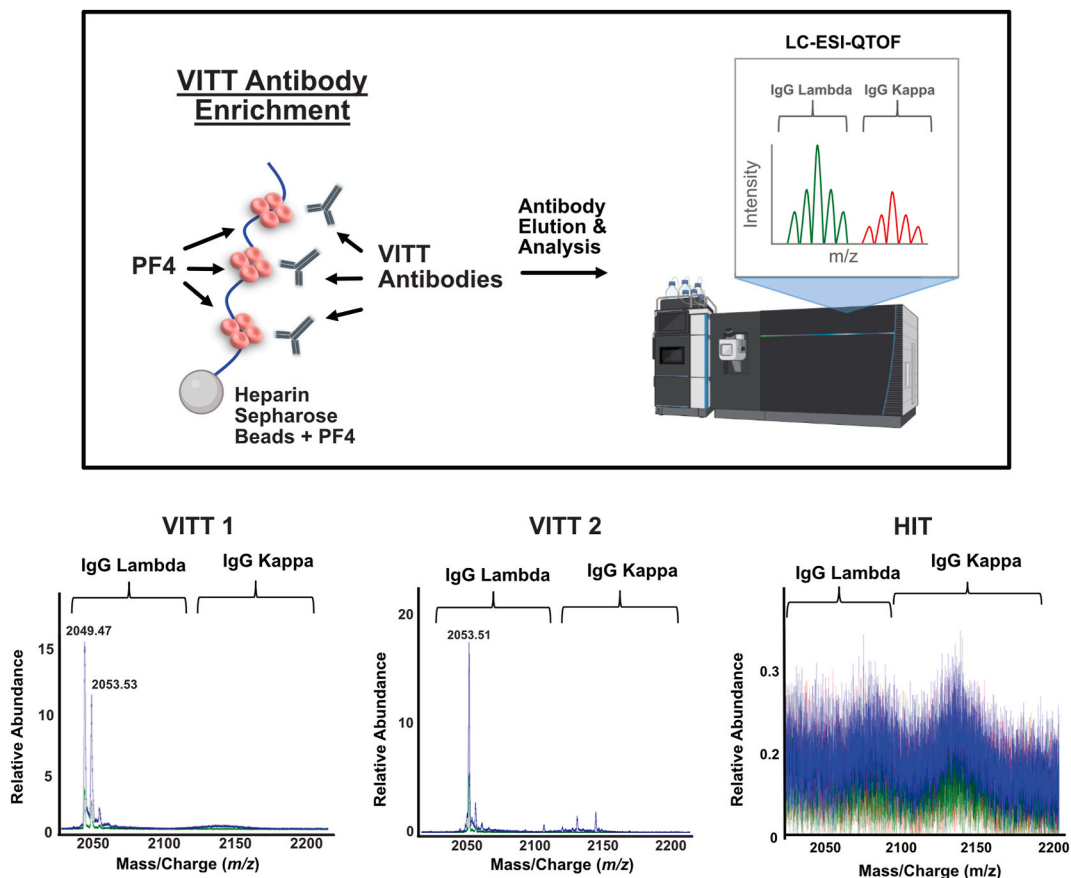 VITT Antibody
Enrichment
PF4
VITT
Antibodies
Heparin
Sepharose
Beads + PF4
Antibody
Elution &
Analysis
LC-ESI-QTOF
IgG Lambda IgG Kappa
Intensity
m/z
VITT 1
IgG Lambda IgG Kappa
2049.47
2053.53
Relative Abundance
15
10
5
0
2050 2100 2150 2200
Mass/Charge (m/z)
VITT 2
IgG Lambda IgG Kappa
2053.51
Relative Abundance
20
10
0
2050 2100 2150 2200
Mass/Charge (m/z)
HIT
IgG Lambda IgG Kappa
Relative Abundance
0.3
0.2
0
2050 2100 2150 2200
Mass/Charge (m/z)